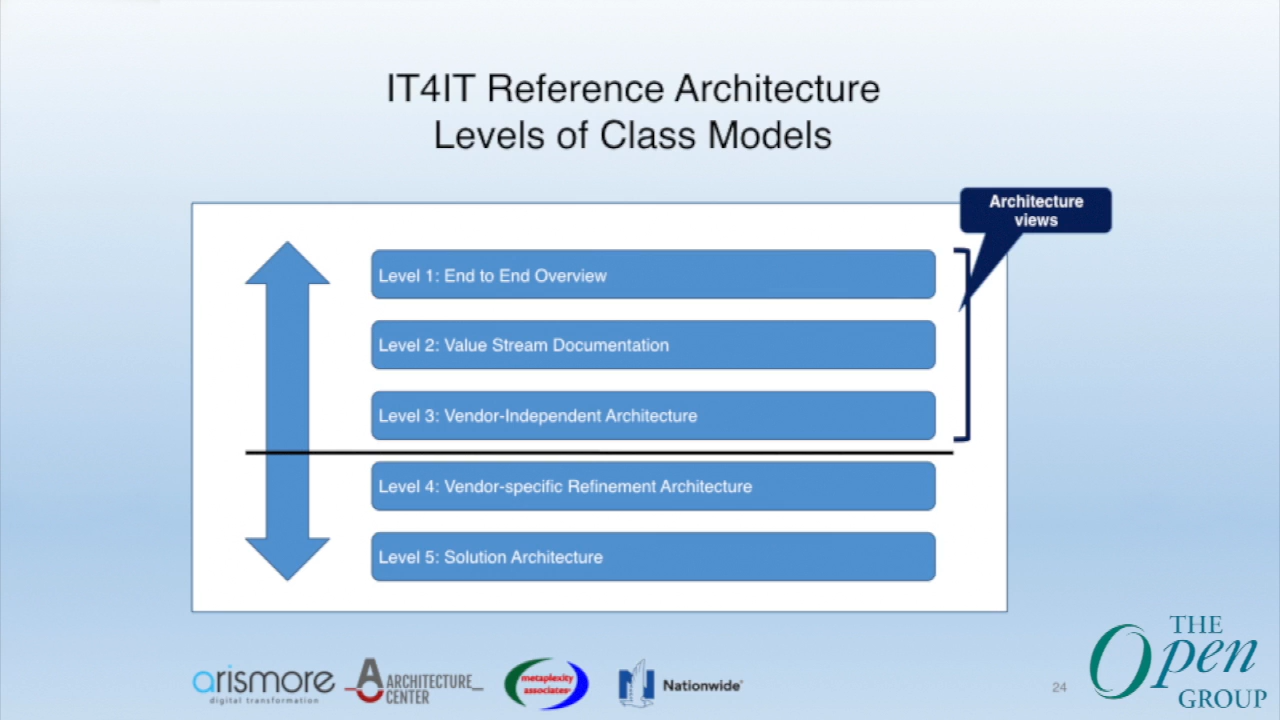 IT4IT Reference Architecture
Levels of Class Models
Architecture
views
Level 1: End to End Overview
Level 2: Value Stream Documentation
Level 3: Vendor-Independent Architecture
Level 4: Vendor-specific Refinement Architecture
Level 5: Solution Architecture
arismore
digital transformation
ARCHITECTURE
CENTER
metaplexity
associates
Nationwide
24
THE
Open
GROUP